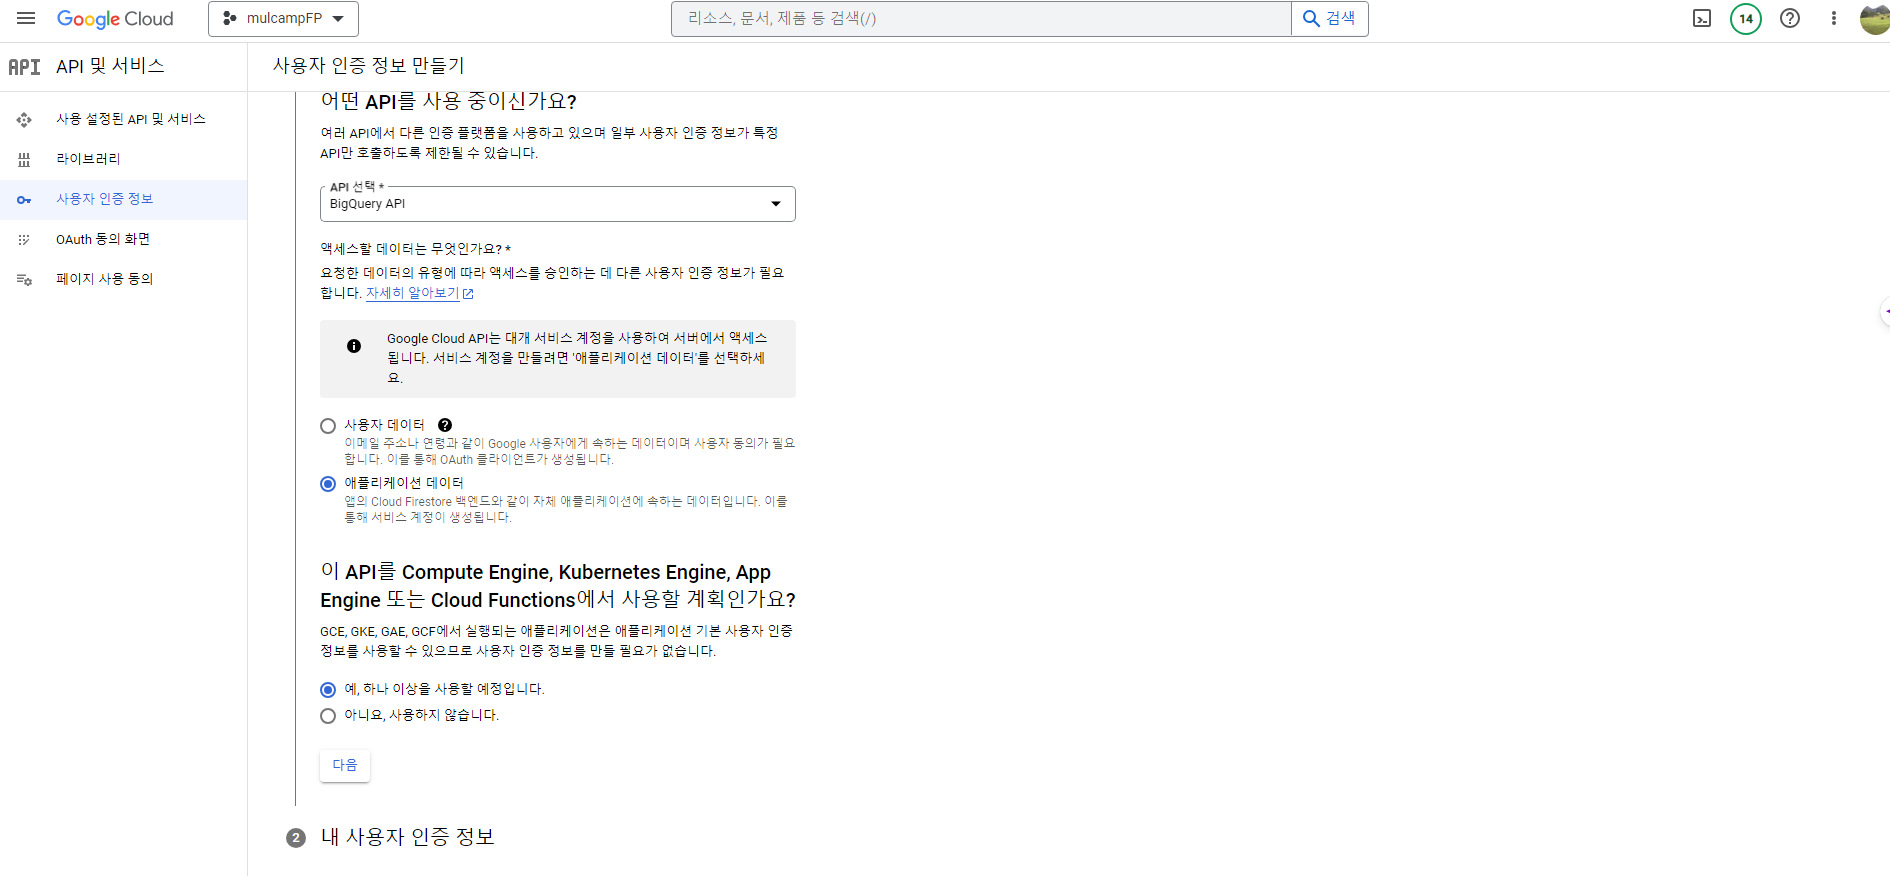 Google Cloud
mulcampFP
리소스, 문서, 제품 등 검색(/)
검색
14
API
API 및 서비스
사용자 인증 정보 만들기
사용 설정된 API 및 서비스
라이브러리
사용자 인증 정보
OAuth 동의 화면
페이지 사용 동의
어떤 API를 사용 중이신가요?
여러 API에서 다른 인증 플랫폼을 사용하고 있으며 일부 사용자 인증 정보가 특정
API만 호출하도록 제한될 수 있습니다.
API 선택 *
BigQuery API
액세스할 데이터는 무엇인가요? *
요청한 데이터의 유형에 따라 액세스를 승인하는 데 다른 사용자 인증 정보가 필요
합니다. 자세히 알아보기
Google Cloud API는 대개 서비스 계정을 사용하여 서버에서 액세스
됩니다. 서비스 계정을 만들려면 '애플리케이션 데이터'를 선택하세
요.
사용자 데이터
이메일 주소나 연령과 같이 Google 사용자에게 속하는 데이터이며 사용자 동의가 필요
합니다. 이를 통해 OAuth 클라이언트가 생성됩니다.
애플리케이션 데이터
앱의 Cloud Firestore 백엔드와 같이 자체 애플리케이션에 속하는 데이터입니다. 이를
통해 서비스 계정이 생성됩니다.
이 API를 Compute Engine, Kubernetes Engine, App
Engine 또는 Cloud Functions에서 사용할 계획인가요?
GCE, GKE, GAE, GCF에서 실행되는 애플리케이션은 애플리케이션 기본 사용자 인증
정보를 사용할 수 있으므로 사용자 인증 정보를 만들 필요가 없습니다.
예, 하나 이상을 사용할 예정입니다.
아니요, 사용하지 않습니다.
다음
2 내 사용자 인증 정보